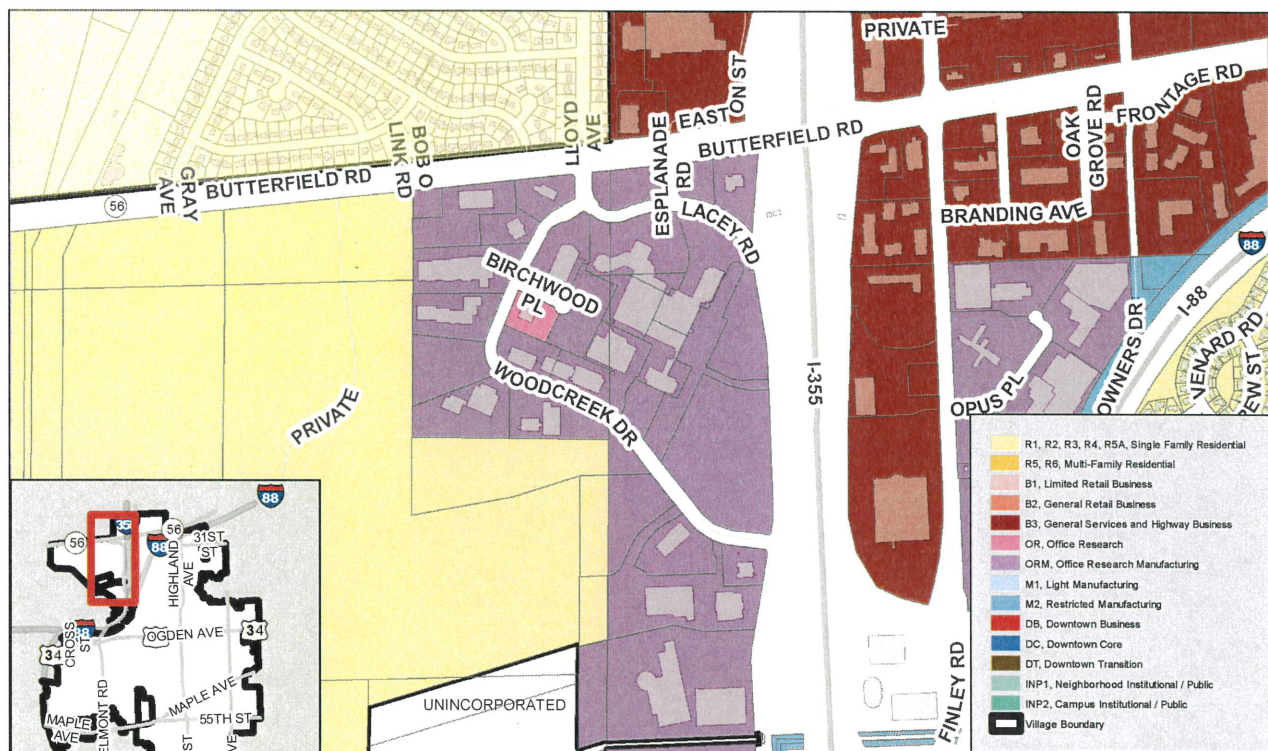 PRIVATE
EASTON ST
BUTTERFIELD RD
FRONTAGE RD
OAK
GROVE RD
LLOYD
AVE
ESPLANADE
RD
BOB O
LINK RD
GRAY
AVE
BUTTERFIELD RD
56
LACEY RD
BRANDING AVE
88
BIRCHWOOD
PL
I-88
OWNERS DR
VENARD RD
REW ST
I-355
OPUS PL
WOODCREEK DR
PRIVATE
UNINCORPORATED
FINLEY RD
88
35
56
56
88
31ST
ST
HIGHLAND
AVE
88
OGDEN AVE
34
34
CROSS
ST
MAPLE AVE
MAPLE
AVE
55TH ST
ELMONT RD
ST
AVE
R1, R2, R3, R4, R5A, Single Family Residential
R5, R6, Multi-Family Residential
B1, Limited Retail Business
B2, General Retail Business
B3, General Services and Highway Business
OR, Office Research
ORM, Office Research Manufacturing
M1, Light Manufacturing
M2, Restricted Manufacturing
DB, Downtown Business
DC, Downtown Core
DT, Downtown Transition
INP1, Neighborhood Institutional / Public
INP2, Campus Institutional / Public
Village Boundary